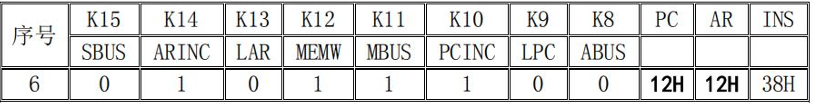 序号 K15 K14 K13 K12 K11 K10 K9 K8 PC AR INS
SBUS ARINC LAR MEMW MBUS PCINC LPC ABUS
6 0 1 0 1 1 1 0 0 12H 12H 38H